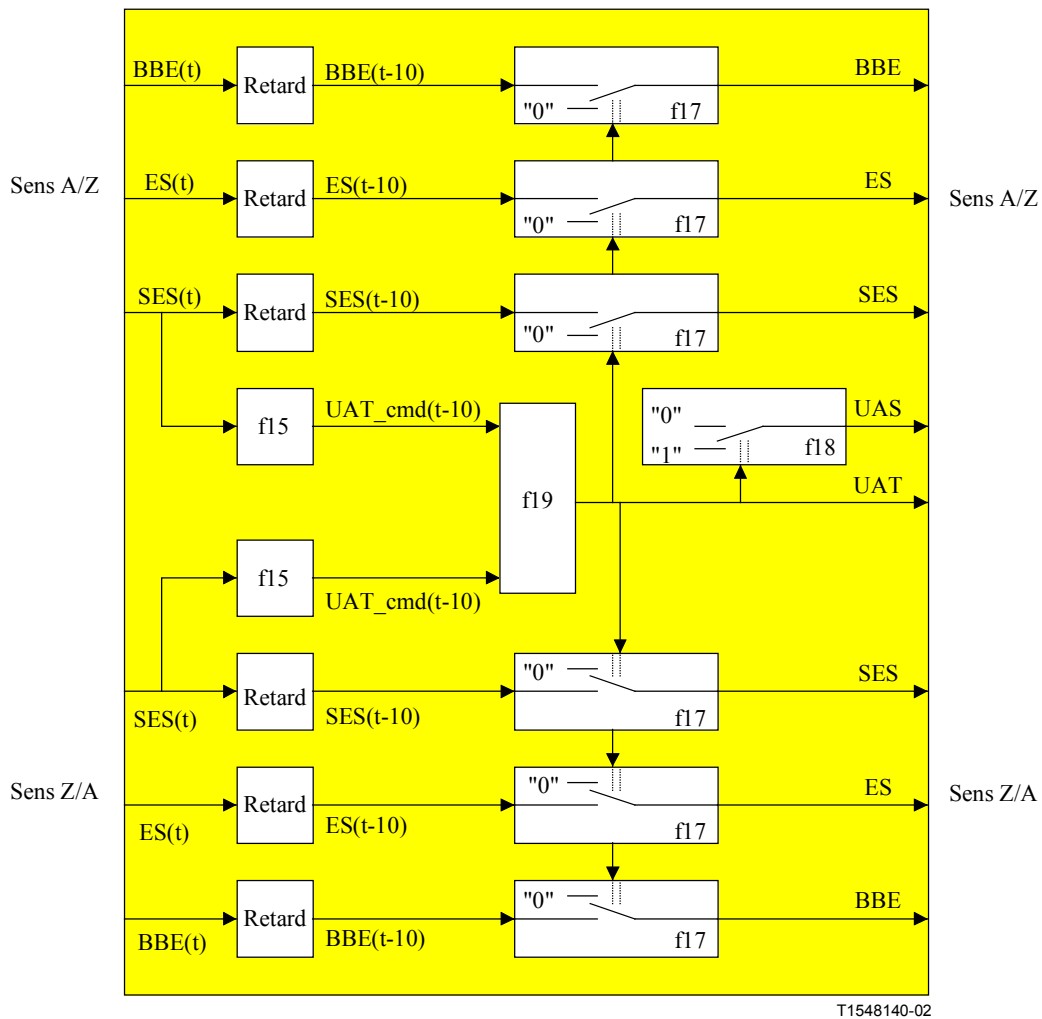 BBE(t)
Retard
BBE(t-10)
"0"
f17
BBE
Sens A/Z
ES(t)
Retard
ES(t-10)
"0"
f17
ES
Sens A/Z
SES(t)
Retard
SES(t-10)
"0"
f17
SES
f15
UAT_cmd(t-10)
"0"
"1"
f18
UAS
f19
UAT
f15
UAT_cmd(t-10)
SES(t)
Retard
SES(t-10)
"0"
f17
SES
Sens Z/A
ES(t)
Retard
ES(t-10)
"0"
f17
ES
Sens Z/A
BBE(t)
Retard
BBE(t-10)
"0"
f17
BBE
T1548140-02